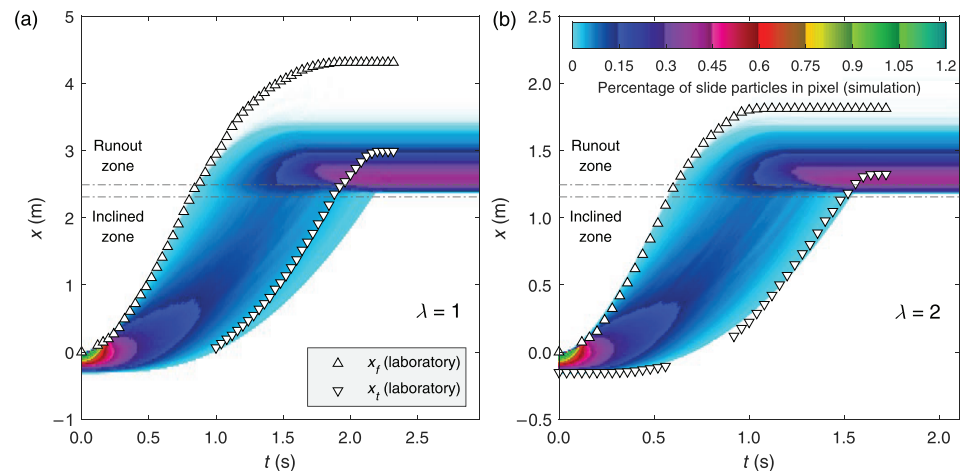 (a)
5
4
3
2
1
0
−1
x (m)
Runout
zone
Inclined
zone
λ = 1
x_f (laboratory)
x_t (laboratory)
0.0 0.5 1.0 1.5 2.0 2.5
t (s)
(b)
2.5
2.0
1.5
1.0
0.5
0.0
−0.5
x (m)
0 0.15 0.3 0.45 0.6 0.75 0.9 1.05 1.2
Percentage of slide particles in pixel (simulation)
Runout
zone
Inclined
zone
λ = 2
0.0 0.5 1.0 1.5 2.0
t (s)